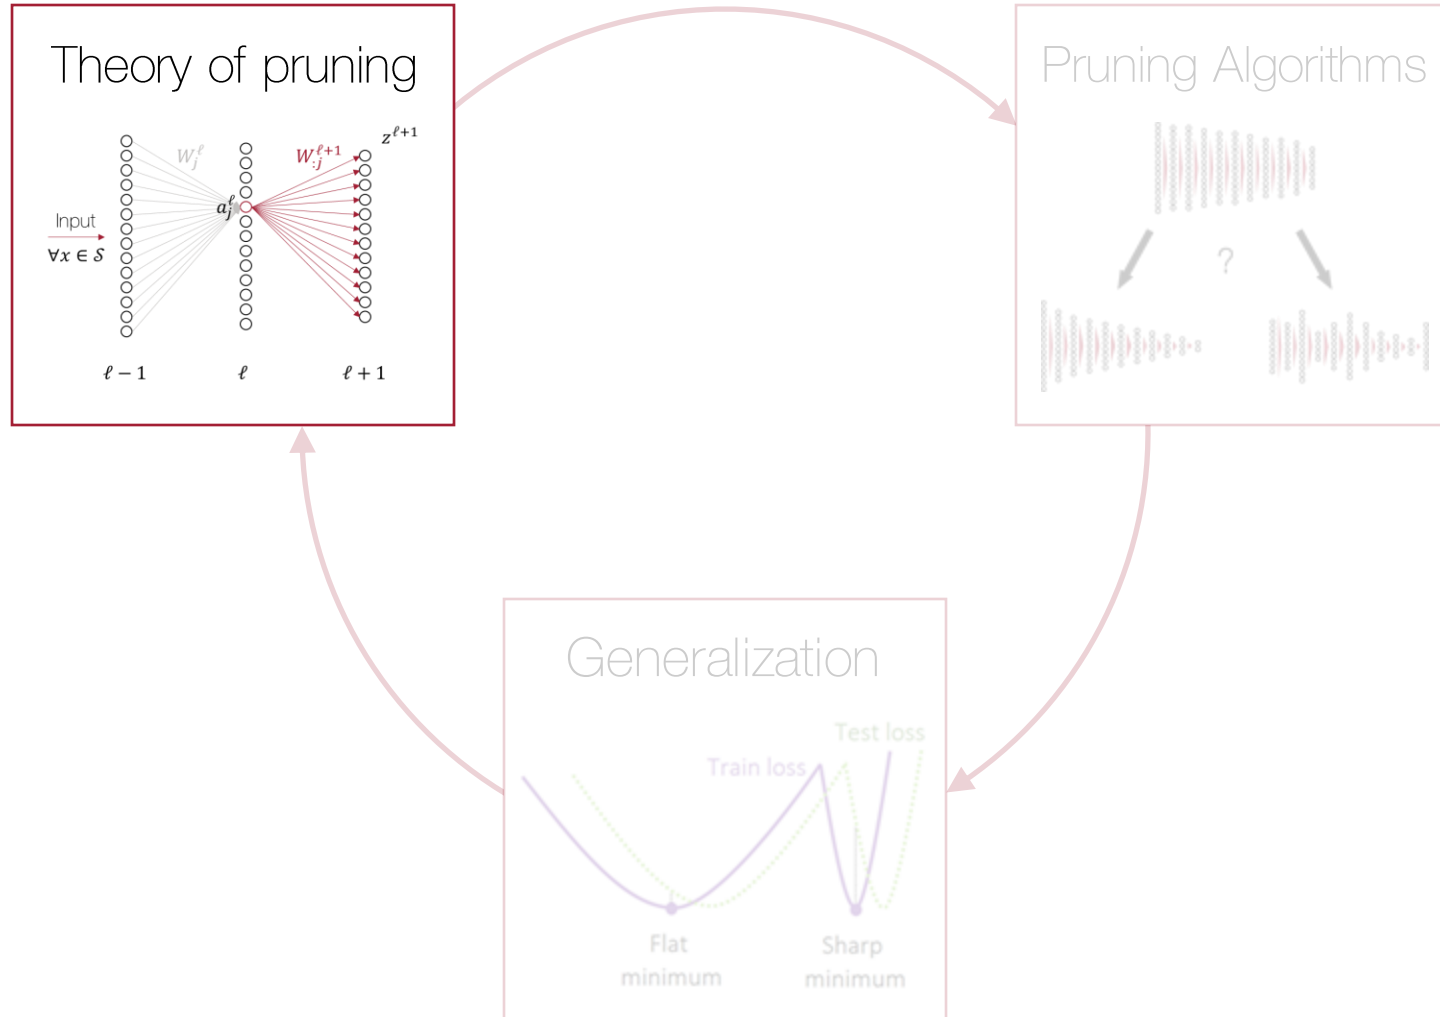 Theory of pruning
Pruning Algorithms
z^{ℓ+1}
W_j^ℓ
W_{:j}^{ℓ+1}
a_j^ℓ
Input
∀x ∈ 𝒮
ℓ − 1
ℓ
ℓ + 1
?
Generalization
Test loss
Train loss
Flat
minimum
Sharp
minimum